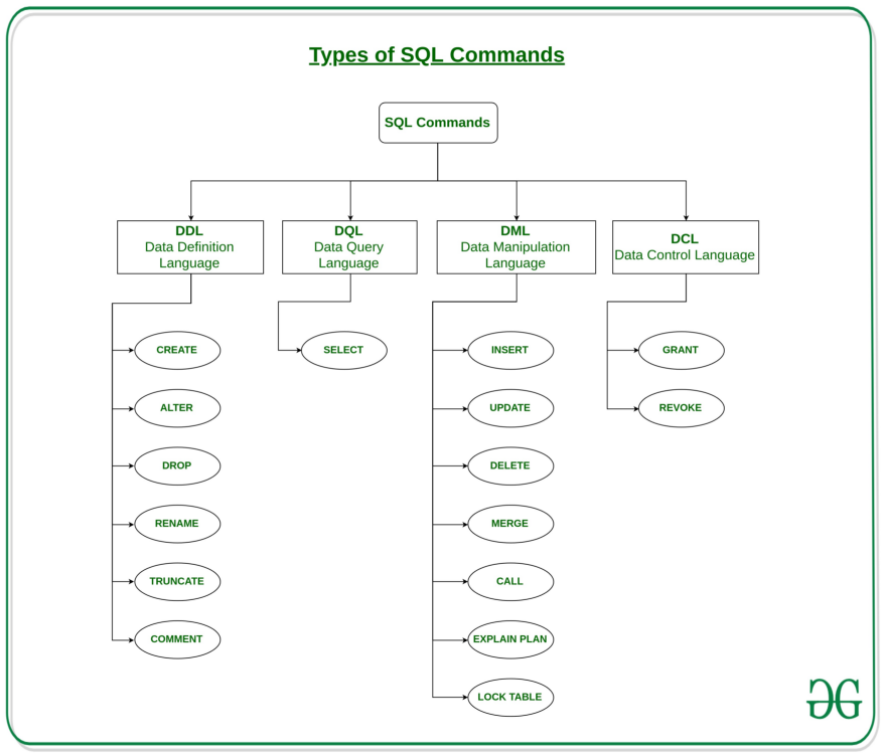 Types of SQL Commands
SQL Commands
DDL
Data Definition
Language
DQL
Data Query
Language
DML
Data Manipulation
Language
DCL
Data Control Language
CREATE
ALTER
DROP
RENAME
TRUNCATE
COMMENT
SELECT
INSERT
UPDATE
DELETE
MERGE
CALL
EXPLAIN PLAN
LOCK TABLE
GRANT
REVOKE